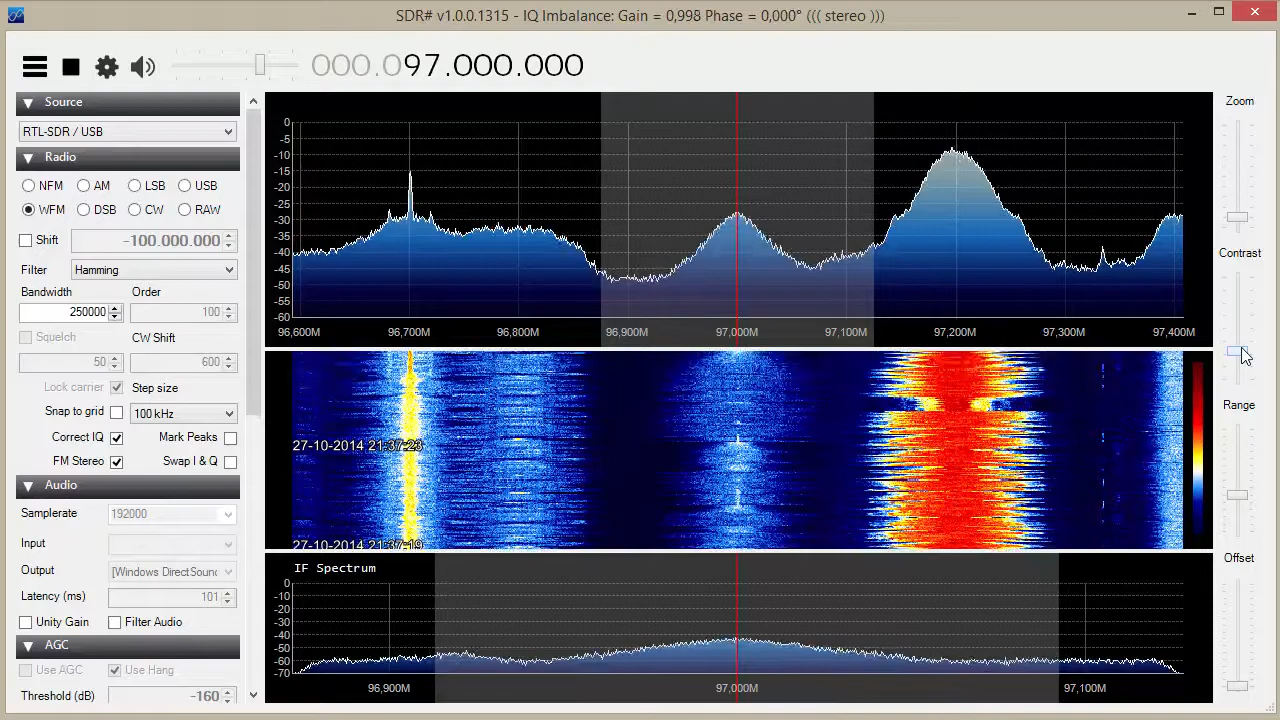 SDR# v1.0.0.1315 - IQ Imbalance: Gain = 0,998 Phase = 0,000° ((( stereo )))
000.097.000.000
Source
RTL-SDR / USB
Radio
NFM AM LSB USB
WFM DSB CW RAW
Shift -100.000.000
Filter Hamming
Bandwidth Order
250000 100
Squelch CW Shift
50 600
Lock carrier Step size
Snap to grid 100 kHz
Correct IQ Mark Peaks
FM Stereo Swap I & Q
Audio
Samplerate 192000
Input
Output [Windows DirectSound
Latency (ms) 101
Unity Gain Filter Audio
AGC
Use AGC Use Hang
Threshold (dB) -160
0
-5
-10
-15
-20
-25
-30
-35
-40
-45
-50
-55
-60
96,600M 96,700M 96,800M 96,900M 97,000M 97,100M 97,200M 97,300M 97,400M
27-10-2014 21:37:23
27-10-2014 21:37:19
IF Spectrum
0
-10
-20
-30
-40
-50
-60
-70
96,900M 97,000M 97,100M
Zoom
Contrast
Range
Offset